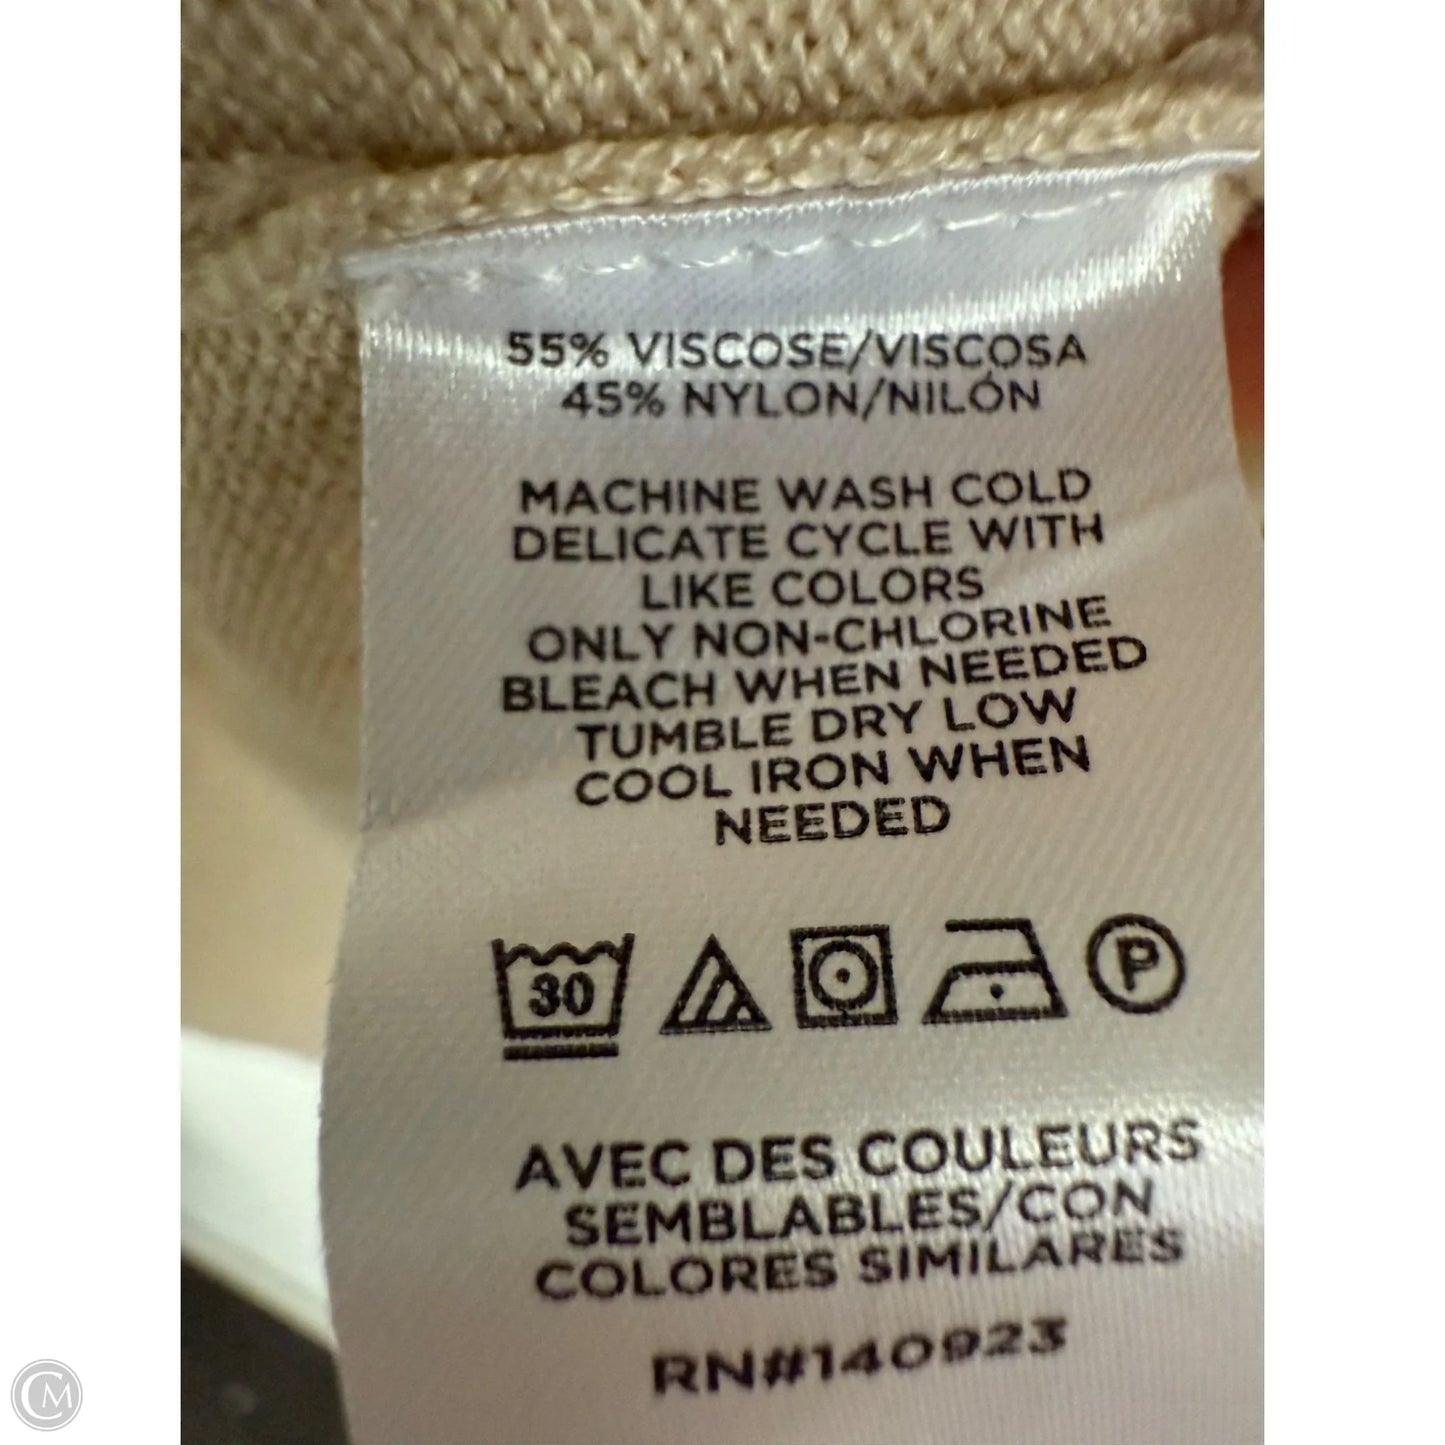 55% VISCOSE/VISCOSA
45% NYLON/NILÓN
MACHINE WASH COLD
DELICATE CYCLE WITH
LIKE COLORS
ONLY NON-CHLORINE
BLEACH WHEN NEEDED
TUMBLE DRY LOW
COOL IRON WHEN
NEEDED
30 P
AVEC DES COULEURS
SEMBLABLES/CON
COLORES SIMILARES
RN#140923
CM